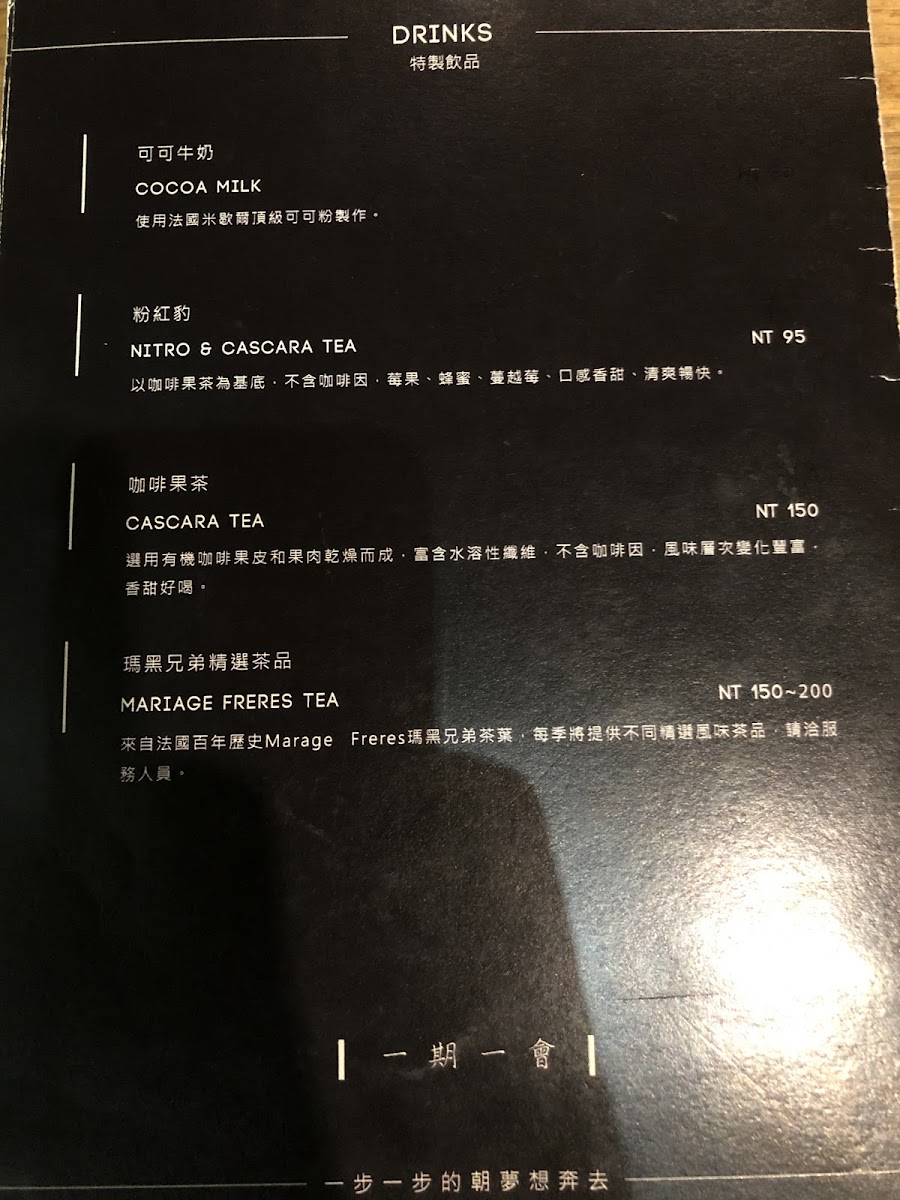 DRINKS
特製飲品
可可牛奶
COCOA MILK
使用法國米歇爾頂級可可粉製作。
粉紅豹
NITRO & CASCARA TEA
NT 95
以咖啡果茶為基底，不含咖啡因，莓果、蜂蜜、蔓越莓、口感香甜、清爽暢快。
咖啡果茶
CASCARA TEA
NT 150
選用有機咖啡果皮和果肉乾燥而成，富含水溶性纖維，不含咖啡因，風味層次變化豐富，
香甜好喝。
瑪黑兄弟精選茶品
MARIAGE FRERES TEA
NT 150~200
來自法國百年歷史Marage Freres瑪黑兄弟茶葉，每季將提供不同精選風味茶品，請洽服
務人員。
一期一會
一步一步的朝夢想奔去